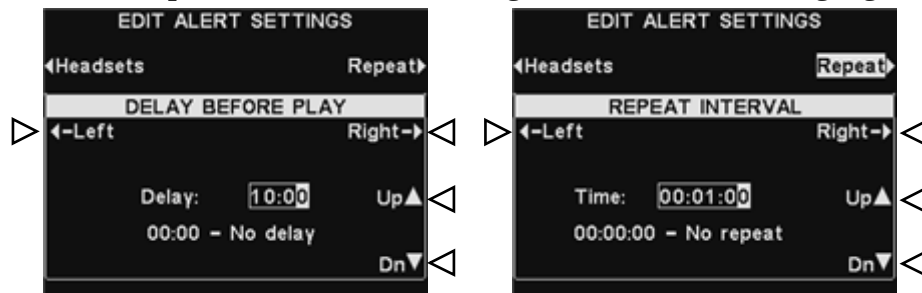 EDIT ALERT SETTINGS
◀Headsets Repeat▶
DELAY BEFORE PLAY
◀-Left Right-▶
Delay: 10:00 Up▲
00:00 - No delay
Dn▼
EDIT ALERT SETTINGS
◀Headsets Repeat▶
REPEAT INTERVAL
◀-Left Right-▶
Time: 00:01:00 Up▲
00:00:00 - No repeat
Dn▼